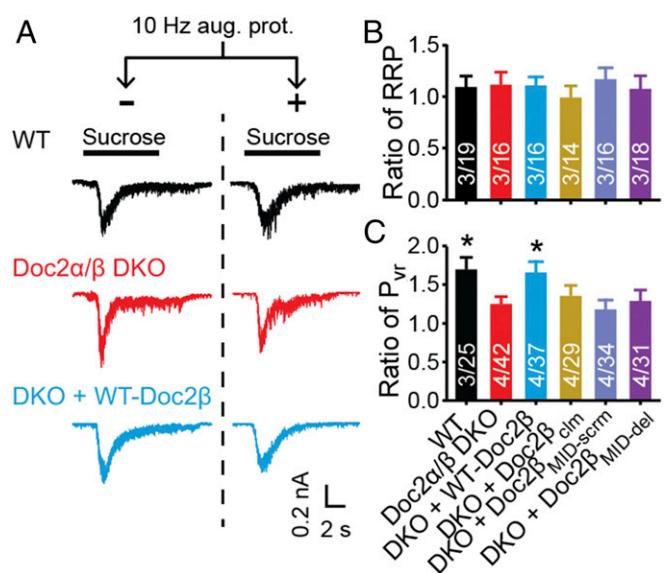 A
10 Hz aug. prot.
- +
WT
Sucrose Sucrose
Doc2α/β DKO
DKO + WT-Doc2β
0.2 nA
2 s
B
Ratio of RRP
1.5
1.0
0.5
0.0
3/19 3/16 3/16 3/14 3/16 3/18
C
Ratio of Pvr
2.0
1.5
1.0
0.5
0.0
* *
3/25 4/42 4/37 4/29 4/34 4/31
WT
Doc2α/β DKO
DKO + WT-Doc2β
DKO + Doc2βclm
DKO + Doc2βMID-scrm
DKO + Doc2βMID-del